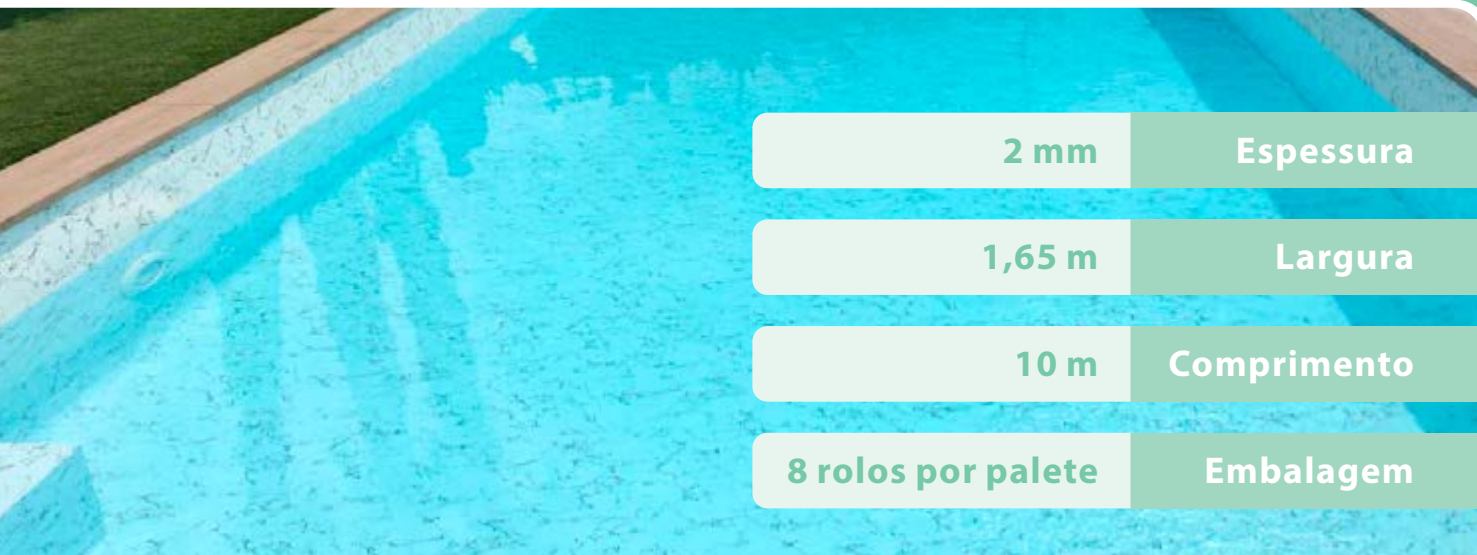 2 mm Espessura
1,65 m Largura
10 m Comprimento
8 rolos por palete Embalagem